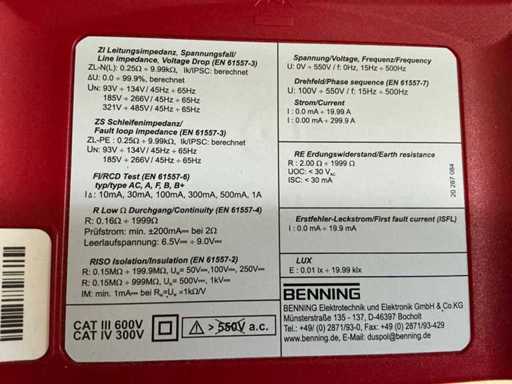 ZI Leitungsimpedanz, Spannungsfall/
Line impedance, Voltage Drop (EN 61557-3)
ZL-N(L): 0.25Ω ÷ 9.99kΩ, Ik/IPSC: berechnet
ΔU: 0.0 ÷ 99.9%, berechnet
UN: 93V ÷ 134V / 45Hz ÷ 65Hz
185V ÷ 266V / 45Hz ÷ 65Hz
321V ÷ 485V / 45Hz ÷ 65Hz
ZS Schleifenimpedanz/
Fault loop impedance (EN 61557-3)
ZL-PE : 0.25Ω ÷ 9.99kΩ, Ik/IPSC: berechnet
UN: 93V ÷ 134V / 45Hz ÷ 65Hz
185V ÷ 266V / 45Hz ÷ 65Hz
FI/RCD Test (EN 61557-6)
typ/type AC, A, F, B, B+
I∆ : 10mA, 30mA, 100mA, 300mA, 500mA, 1A
R Low Ω Durchgang/Continuity (EN 61557-4)
R: 0.16Ω ÷ 1999Ω
Prüfstrom: min. ±200mA⎓ bei 2Ω
Leerlaufspannung: 6.5V⎓ ÷ 9.0V⎓
RISO Isolation/Insulation (EN 61557-2)
R: 0.15MΩ ÷ 199.9MΩ, UN= 50V⎓,100V⎓, 250V⎓
R: 0.15MΩ ÷ 999MΩ, UN= 500V⎓, 1kV⎓
IM: min. 1mA⎓ bei RN=UN ×1kΩ/V
CAT III 600V
CAT IV 300V
> 550V a.c.
Spannung/Voltage, Frequenz/Frequency
U: 0V ÷ 550V / f: 0Hz, 15Hz ÷ 500Hz
Drehfeld/Phase sequence (EN 61557-7)
U: 100V ÷ 550V / f: 15Hz ÷ 500Hz
Strom/Current
I : 0.0 mA ÷ 19.99 A
I : 0.00 mA ÷ 299.9 A
RE Erdungswiderstand/Earth resistance
R : 2.00 Ω ÷ 1999 Ω
UOC: < 30 VAC
ISC: < 30 mA
Erstfehler-Leckstrom/First fault current (ISFL)
I : 0.0 mA ÷ 19.9 mA
LUX
E : 0.01 lx ÷ 19.99 klx
BENNING
BENNING Elektrotechnik und Elektronik GmbH & Co.KG
Münsterstraße 135 - 137, D-46397 Bocholt
Tel.: +49/ (0) 2871/93-0, Fax +49/ (0) 2871/93-429
www.benning.de, E-Mail: duspol@benning.de